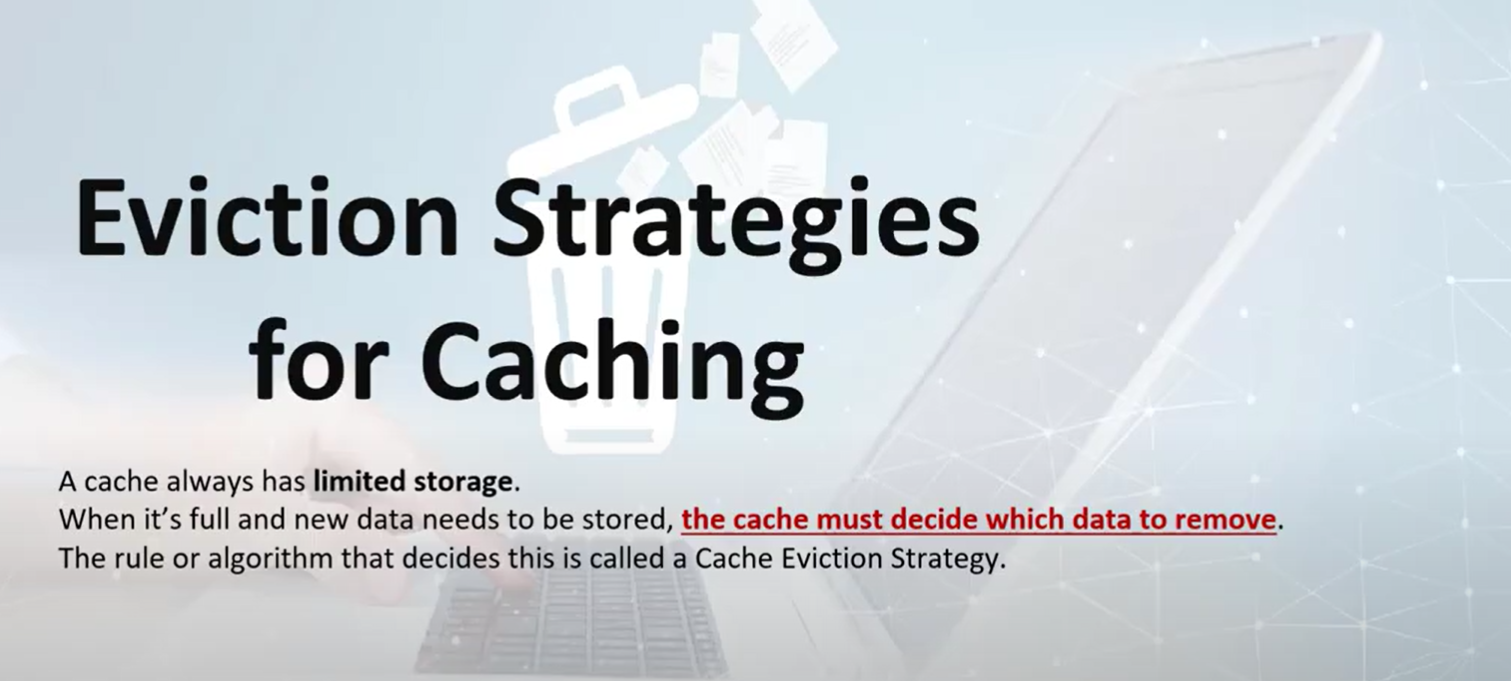 Eviction Strategies
for Caching
A cache always has limited storage.
When it’s full and new data needs to be stored, the cache must decide which data to remove.
The rule or algorithm that decides this is called a Cache Eviction Strategy.